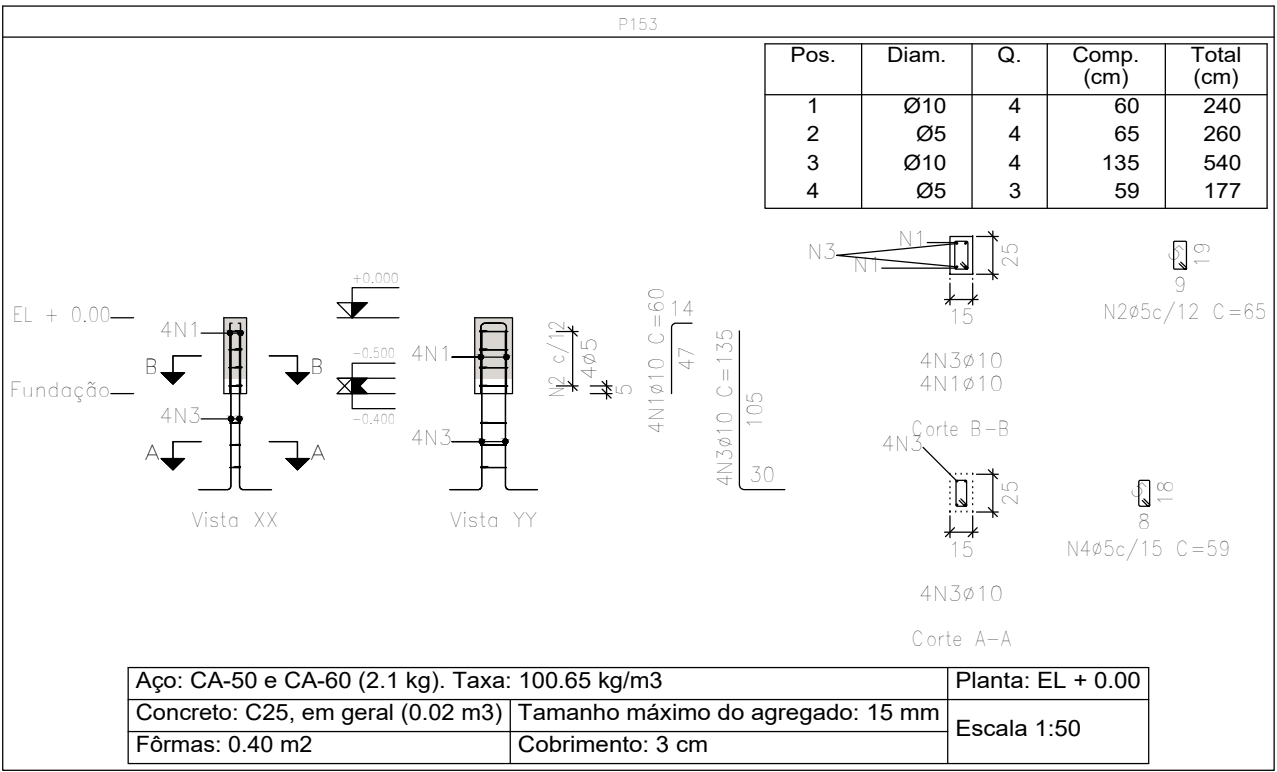 P153
Pos. Diam. Q. Comp. (cm) Total (cm)
1 Ø10 4 60 240
2 Ø5 4 65 260
3 Ø10 4 135 540
4 Ø5 3 59 177
EL + 0.00
Fundação
4N1
B
B
4N3
A
A
Vista XX
+0.000
-0.500
-0.400
4N1
4N3
Vista YY
N2 c/12
4ø5
5
4N1ø10 C=60
14
47
4N3ø10 C=135
105
30
N3
N1
N1
25
15
4N3ø10
4N1ø10
Corte B-B
5
19
9
N2ø5c/12 C=65
4N3
25
15
4N3ø10
Corte A-A
5
18
8
N4ø5c/15 C=59
Aço: CA-50 e CA-60 (2.1 kg). Taxa: 100.65 kg/m3
Planta: EL + 0.00
Concreto: C25, em geral (0.02 m3)
Tamanho máximo do agregado: 15 mm
Escala 1:50
Fôrmas: 0.40 m2
Cobrimento: 3 cm